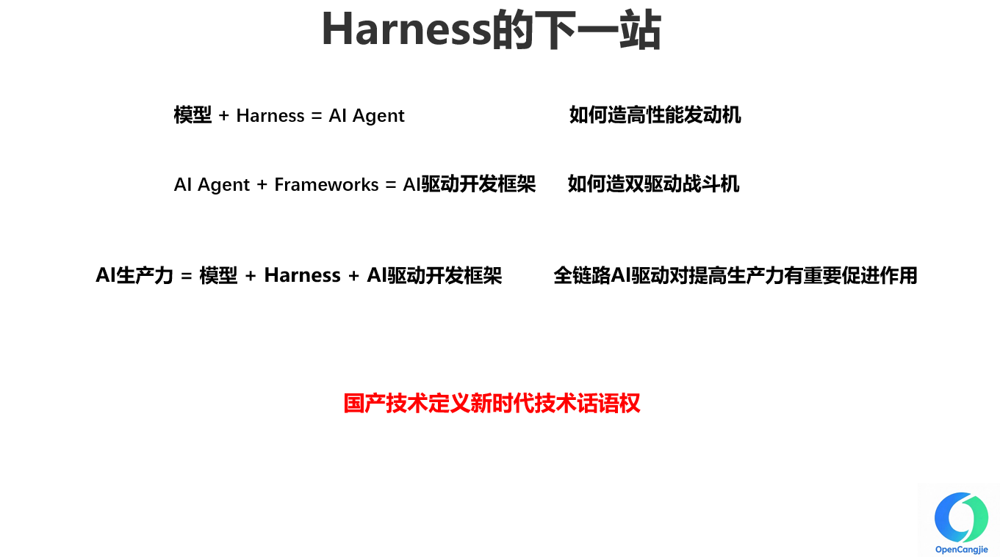 Harness的下一站
模型 + Harness = AI Agent 如何造高性能发动机
AI Agent + Frameworks = AI驱动开发框架 如何造双驱动战斗机
AI生产力 = 模型 + Harness + AI驱动开发框架 全链路AI驱动对提高生产力有重要促进作用
国产技术定义新时代技术话语权
OpenCangjie